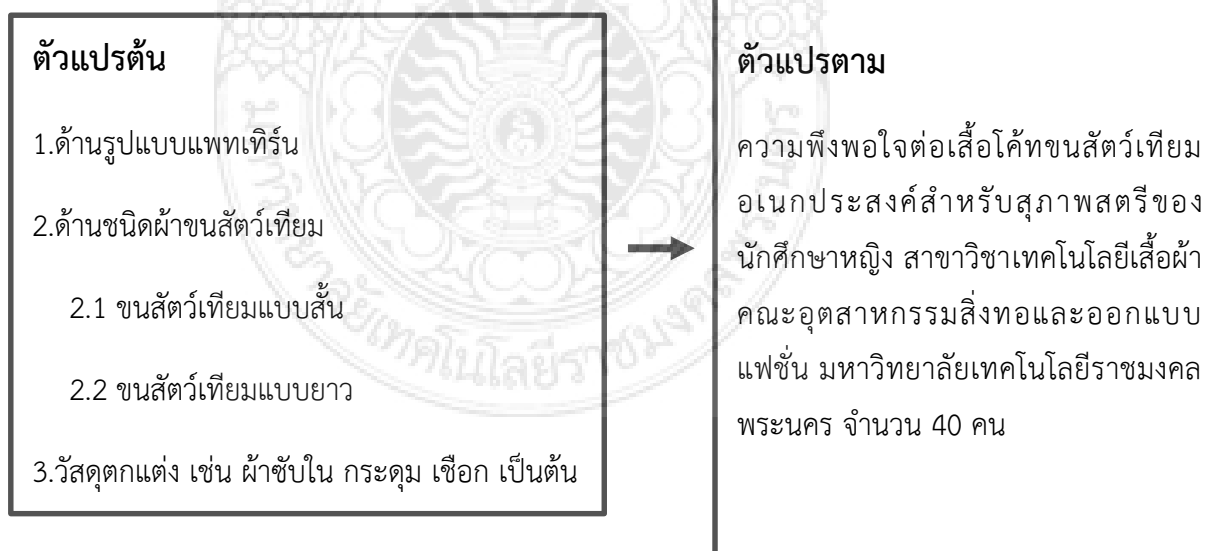 ตัวแปรต้น
1.ด้านรูปแบบแพทเทิร์น
2.ด้านชนิดผ้าขนสัตว์เทียม
2.1 ขนสัตว์เทียมแบบสั้น
2.2 ขนสัตว์เทียมแบบยาว
3.วัสดุตกแต่ง เช่น ผ้าซับใน กระดุม เชือก เป็นต้น
ตัวแปรตาม
ความพึงพอใจต่อเสื้อโค้ทขนสัตว์เทียม
อเนกประสงค์สำหรับสุภาพสตรีของ
นักศึกษาหญิง สาขาวิชาเทคโนโลยีเสื้อผ้า
คณะอุตสาหกรรมสิ่งทอและออกแบบ
แฟชั่น มหาวิทยาลัยเทคโนโลยีราชมงคล
พระนคร จำนวน 40 คน